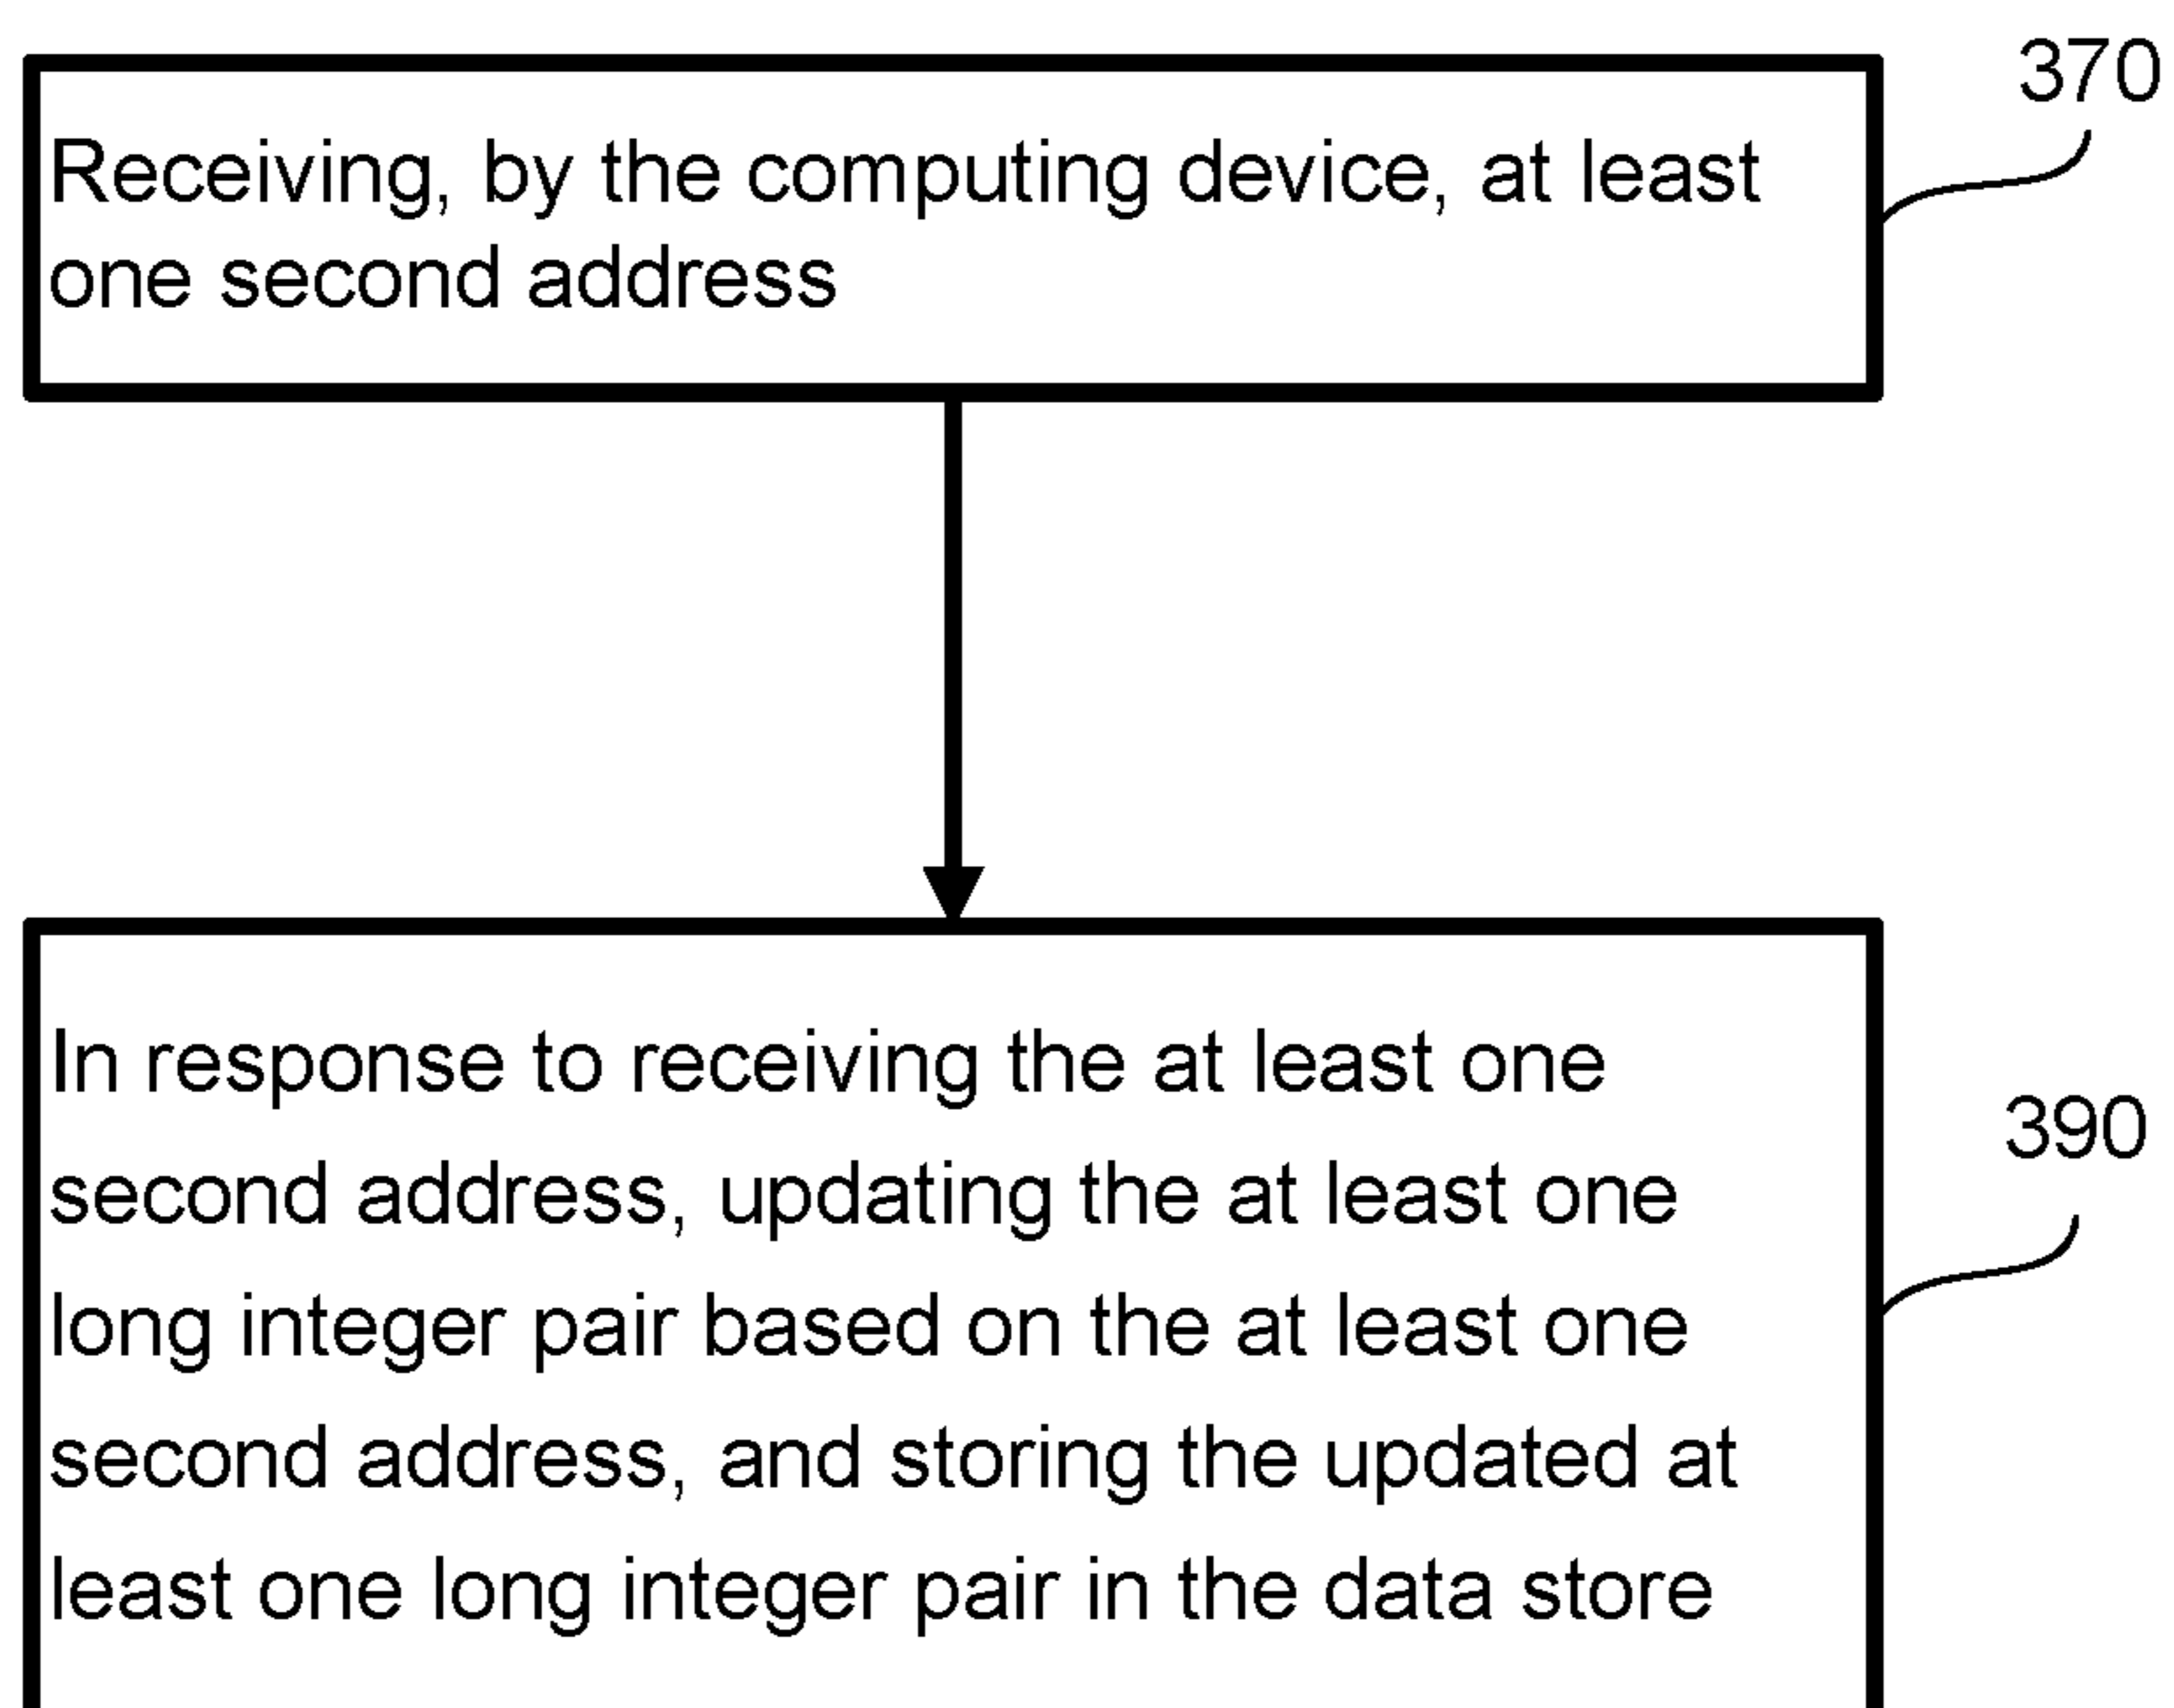 370
Receiving, by the computing device, at least
one second address
In response to receiving the at least one
390
second address, updating the at least one
long integer pair based on the at least one
second address, and storing the updated at
least one long integer pair in the data store